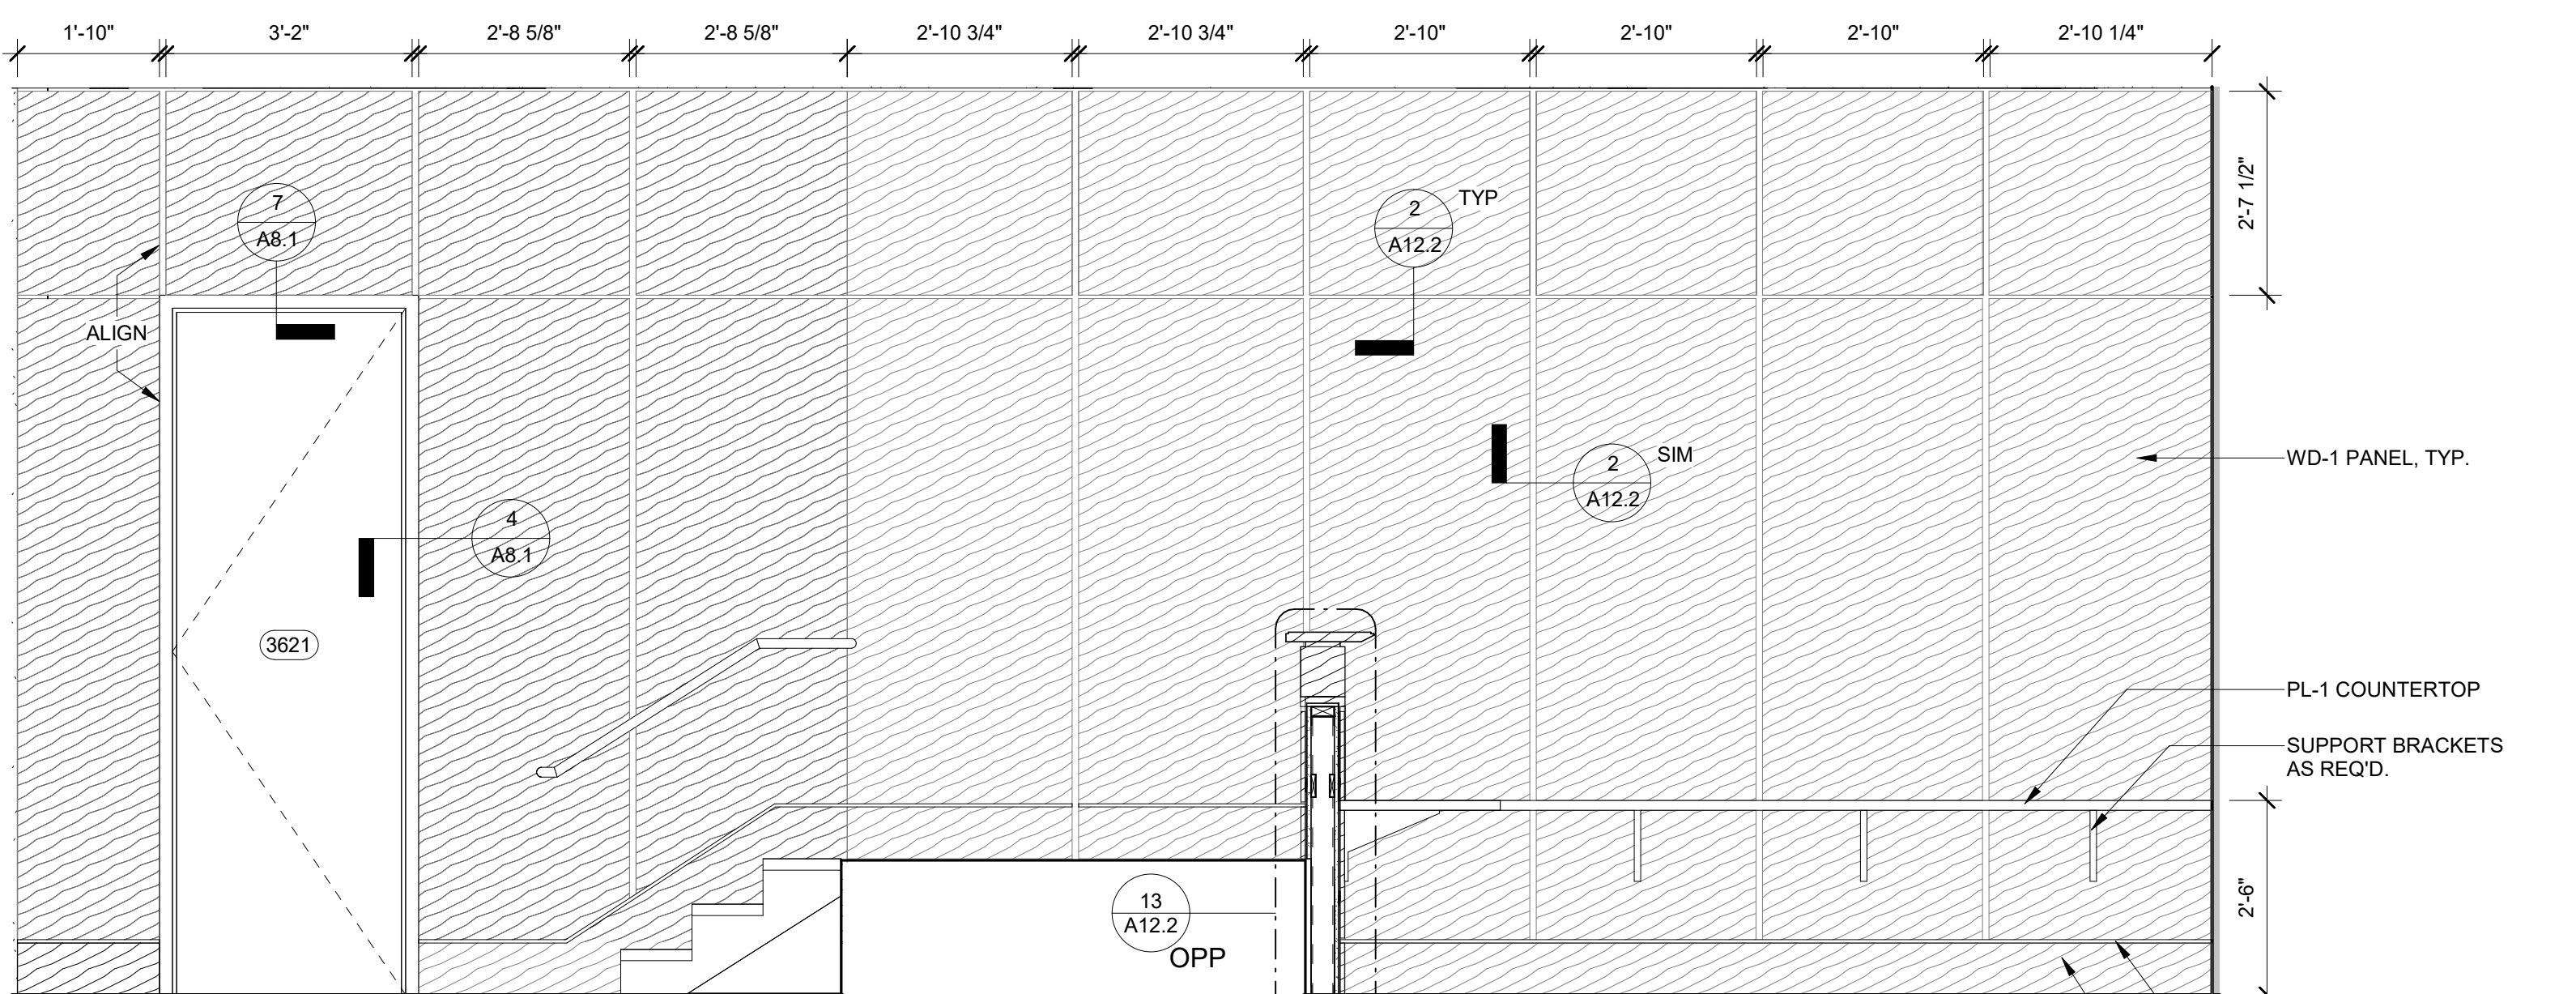 1'-10"
3'-2"
2'-8 5/8"
2'-8 5/8"
2'-10 3/4"
2'-10 3/4"
2'-10"
2'-10"
2'-10"
2'-10 1/4"
7
A8.1
2
A12.2
TYP
2'-7 1/2"
ALIGN
2
A12.2
SIM
WD-1 PANEL, TYP.
4
A8.1
3621
PL-1 COUNTERTOP
SUPPORT BRACKETS
AS REQ'D.
13
A12.2
OPP
2'-6"